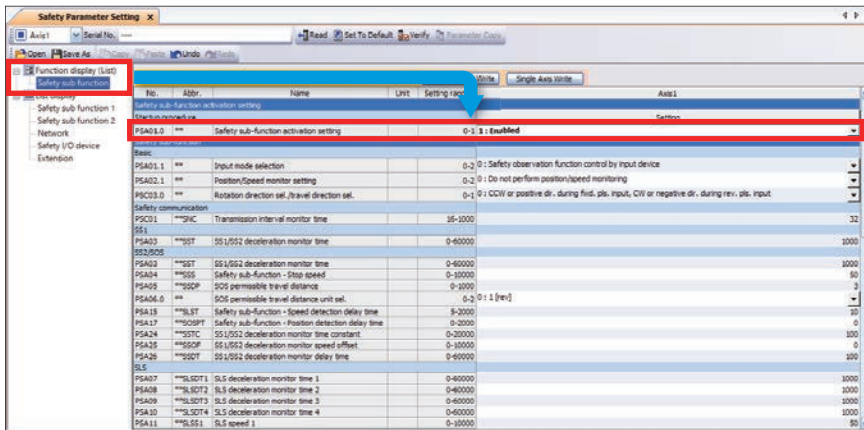 Safety Parameter Setting ×
Axis1 Serial No. ---- Read Set To Default Verify Parameter Copy
Open Save As Copy Paste Undo Redo
Function display (List)
Safety sub function
List display
Safety sub function 1
Safety sub function 2
Network
Safety I/O device
Extension
Write Single Axis Write
No. Abbr. Name Unit Setting range Axis1
Safety sub-function activation setting
Startup procedure Setting
PSA01.0 ** Safety sub-function activation setting 0-1 1 : Enabled
Safety sub-function
Basic
PSA01.1 ** Input mode selection 0-2 0 : Safety observation function control by input device
PSA02.1 ** Position/Speed monitor setting 0-2 0 : Do not perform position/speed monitoring
PSC03.0 ** Rotation direction sel./travel direction sel. 0-1 0 : CCW or positive dir. during fwd. pls. input, CW or negative dir. during rev. pls. input
Safety communication
PSC01 **SNC Transmission interval monitor time 16-1000 32
SS1
PSA03 **SST SS1/SS2 deceleration monitor time 0-60000 1000
SS2/SOS
PSA03 **SST SS1/SS2 deceleration monitor time 0-60000 1000
PSA04 **SSS Safety sub-function - Stop speed 0-10000 50
PSA05 **SSDP SOS permissible travel distance 0-1000 3
PSA06.0 ** SOS permissible travel distance unit sel. 0-2 0 : 1 [rev]
PSA15 **SLST Safety sub-function - Speed detection delay time 5-2000 10
PSA17 **SOSPT Safety sub-function - Position detection delay time 0-2000 0
PSA24 **SSTC SS1/SS2 deceleration monitor time constant 0-20000 100
PSA25 **SSOF SS1/SS2 deceleration monitor speed offset 0-10000 0
PSA26 **SSDT SS1/SS2 deceleration monitor delay time 0-60000 100
SLS
PSA07 **SLSDT1 SLS deceleration monitor time 1 0-60000 1000
PSA08 **SLSDT2 SLS deceleration monitor time 2 0-60000 1000
PSA09 **SLSDT3 SLS deceleration monitor time 3 0-60000 1000
PSA10 **SLSDT4 SLS deceleration monitor time 4 0-60000 1000
PSA11 **SLSS1 SLS speed 1 0-10000 50